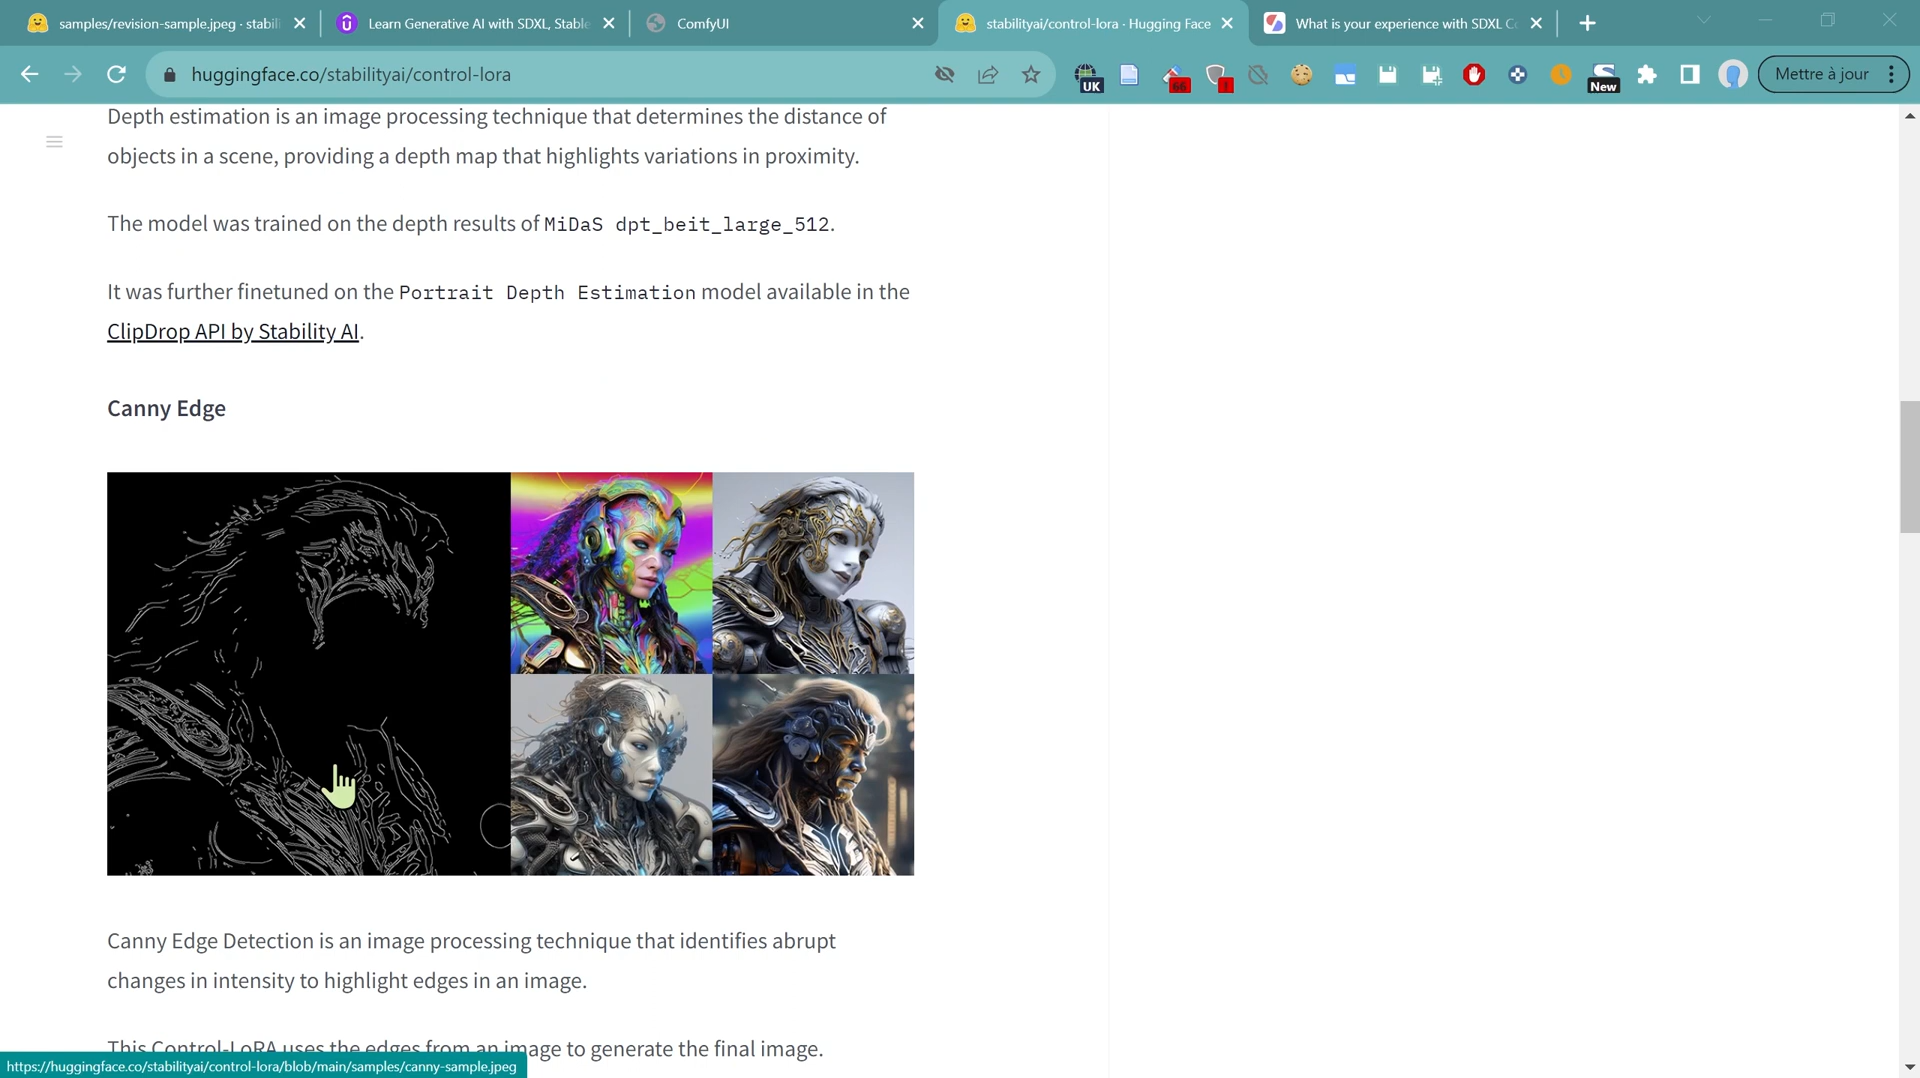 samples/revision-sample.jpeg · stabili
Learn Generative AI with SDXL, Stable
ComfyUI
stabilityai/control-lora · Hugging Face
What is your experience with SDXL Co
huggingface.co/stabilityai/control-lora
UK
66
1
New
Mettre à jour
Depth estimation is an image processing technique that determines the distance of
objects in a scene, providing a depth map that highlights variations in proximity.
The model was trained on the depth results of MiDaS dpt_beit_large_512.
It was further finetuned on the Portrait Depth Estimation model available in the
ClipDrop API by Stability AI.
Canny Edge
Canny Edge Detection is an image processing technique that identifies abrupt
changes in intensity to highlight edges in an image.
This Control-LoRA uses the edges from an image to generate the final image.
https://huggingface.co/stabilityai/control-lora/blob/main/samples/canny-sample.jpeg